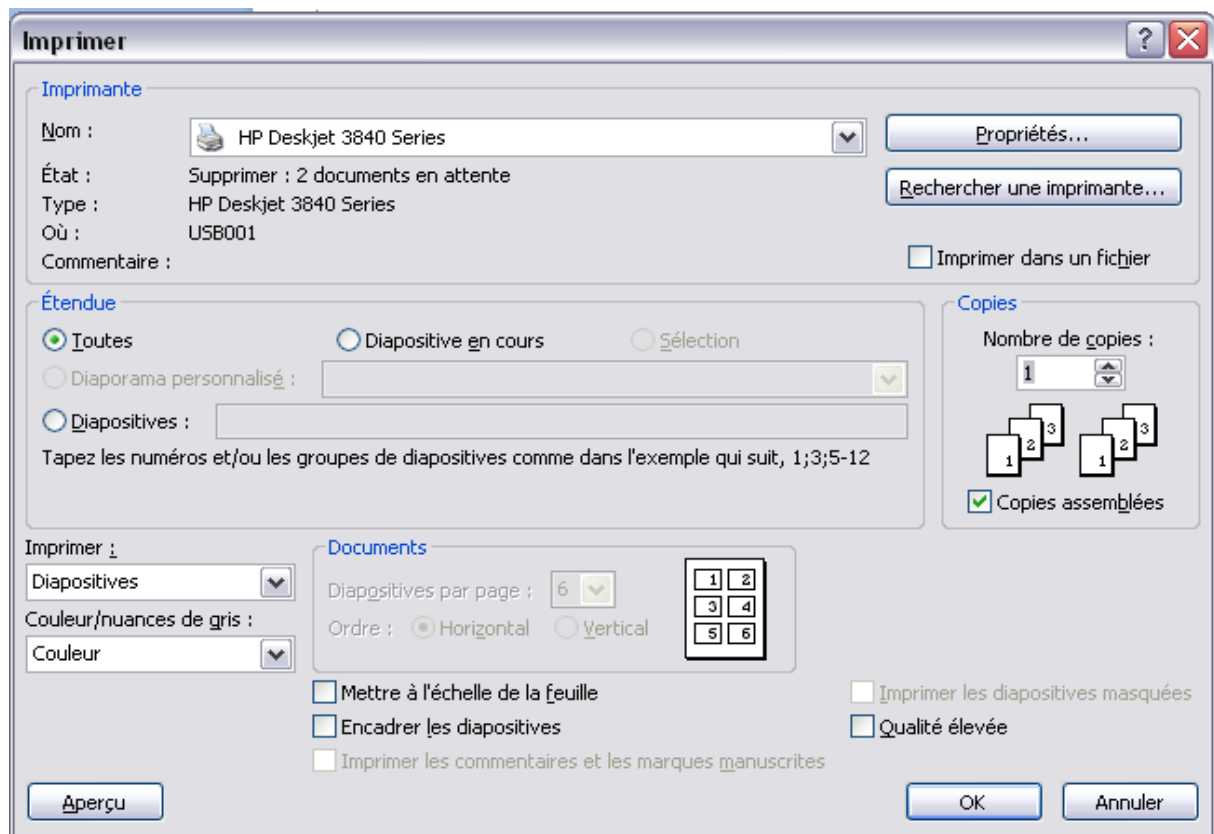 Imprimer
Imprimante
Nom : HP Deskjet 3840 Series Propriétés...
État : Supprimer : 2 documents en attente
Rechercher une imprimante...
Type : HP Deskjet 3840 Series
Où : USB001
Commentaire : Imprimer dans un fichier
Étendue
Toutes Diapositive en cours Sélection
Diaporama personnalisé :
Diapositives :
Tapez les numéros et/ou les groupes de diapositives comme dans l'exemple qui suit, 1;3;5-12
Copies
Nombre de copies :
1
1 2 3 1 2 3
Copies assemblées
Imprimer :
Diapositives
Couleur/nuances de gris :
Couleur
Documents
Diapositives par page : 6
Ordre : Horizontal Vertical
1 2
3 4
5 6
Mettre à l'échelle de la feuille Imprimer les diapositives masquées
Encadrer les diapositives Qualité élevée
Imprimer les commentaires et les marques manuscrites
Aperçu OK Annuler